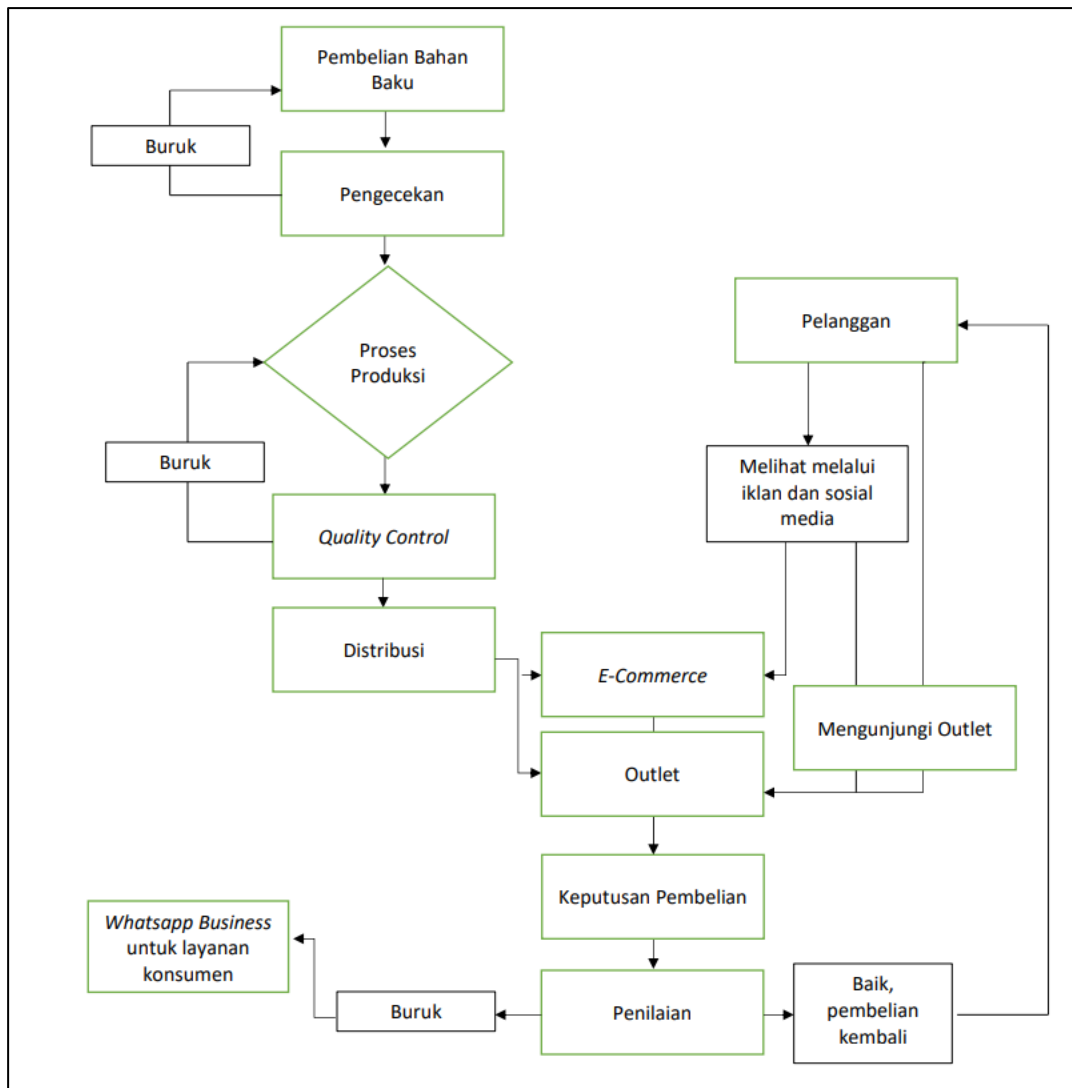 Pembelian Bahan
Baku
Buruk
Pengecekan
Proses
Produksi
Buruk
Quality Control
Distribusi
Pelanggan
Melihat melalui
iklan dan sosial
media
E-Commerce
Mengunjungi Outlet
Outlet
Keputusan Pembelian
Whatsapp Business
untuk layanan
konsumen
Buruk
Penilaian
Baik,
pembelian
kembali